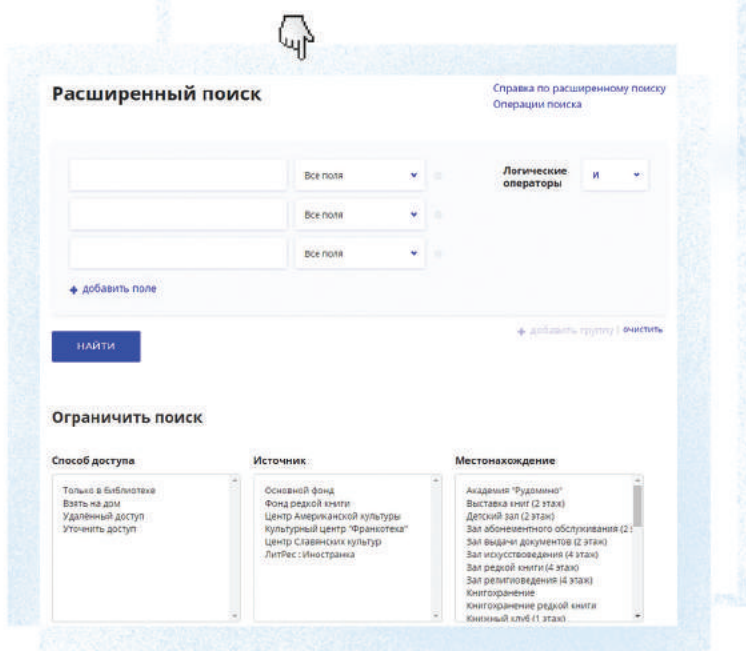 Расширенный поиск
Справка по расширенному поиску
Операции поиска
Все поля
Логические операторы
И
Все поля
Все поля
+ добавить поле
+ добавить группу | очистить
НАЙТИ
Ограничить поиск
Способ доступа
Только в библиотеке
Взять на дом
Удалённый доступ
Уточнить доступ
Источник
Основной фонд
Фонд редкой книги
Центр Американской культуры
Культурный центр "Франкотека"
Центр Славянских культур
ЛитРес : Иностранка
Местонахождение
Академия "Рудомино"
Выставка книг (2 этаж)
Детский зал (2 этаж)
Зал абонементного обслуживания (2
Зал выдачи документов (2 этаж)
Зал искусствоведения (4 этаж)
Зал редкой книги (4 этаж)
Зал религиоведения (4 этаж)
Книгохранение
Книгохранение редкой книги
Книжный клуб (1 этаж)